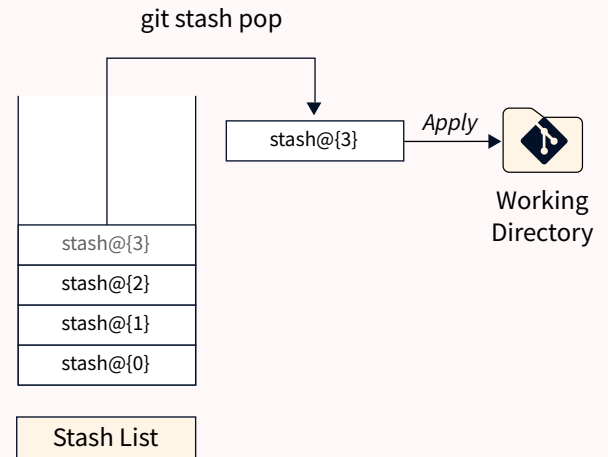 git stash pop
stash@{3}
Apply
Working
Directory
stash@{3}
stash@{2}
stash@{1}
stash@{0}
Stash List